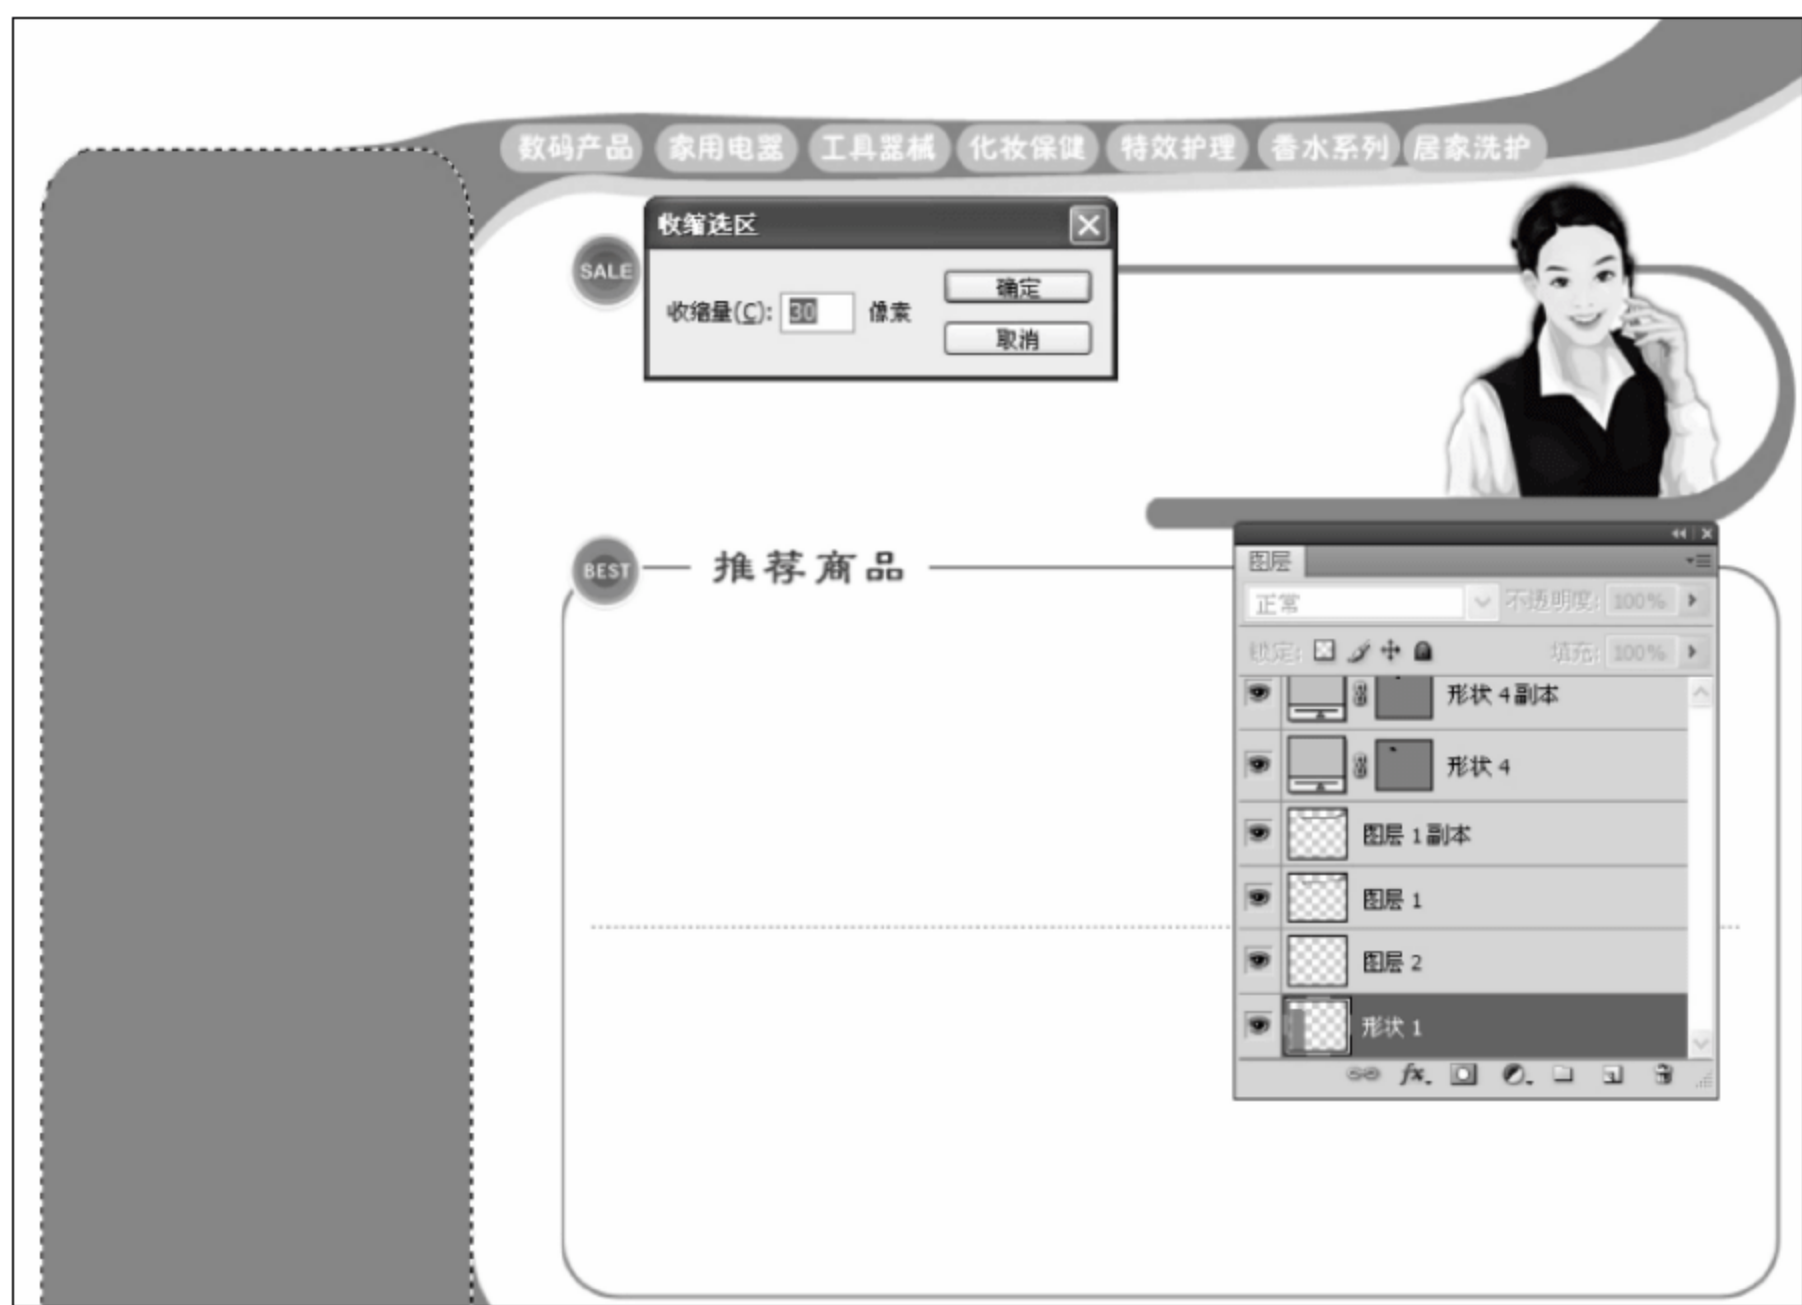 数码产品 家用电器 工具器械 化妆保健 特效护理 香水系列 居家洗护
收缩选区
SALE
确定
收缩量(C): 30 像素
取消
BEST 推荐商品
图层
正常 不透明度: 100%
锁定: 填充: 100%
形状 4 副本
形状 4
图层 1 副本
图层 1
图层 2
形状 1
fx.